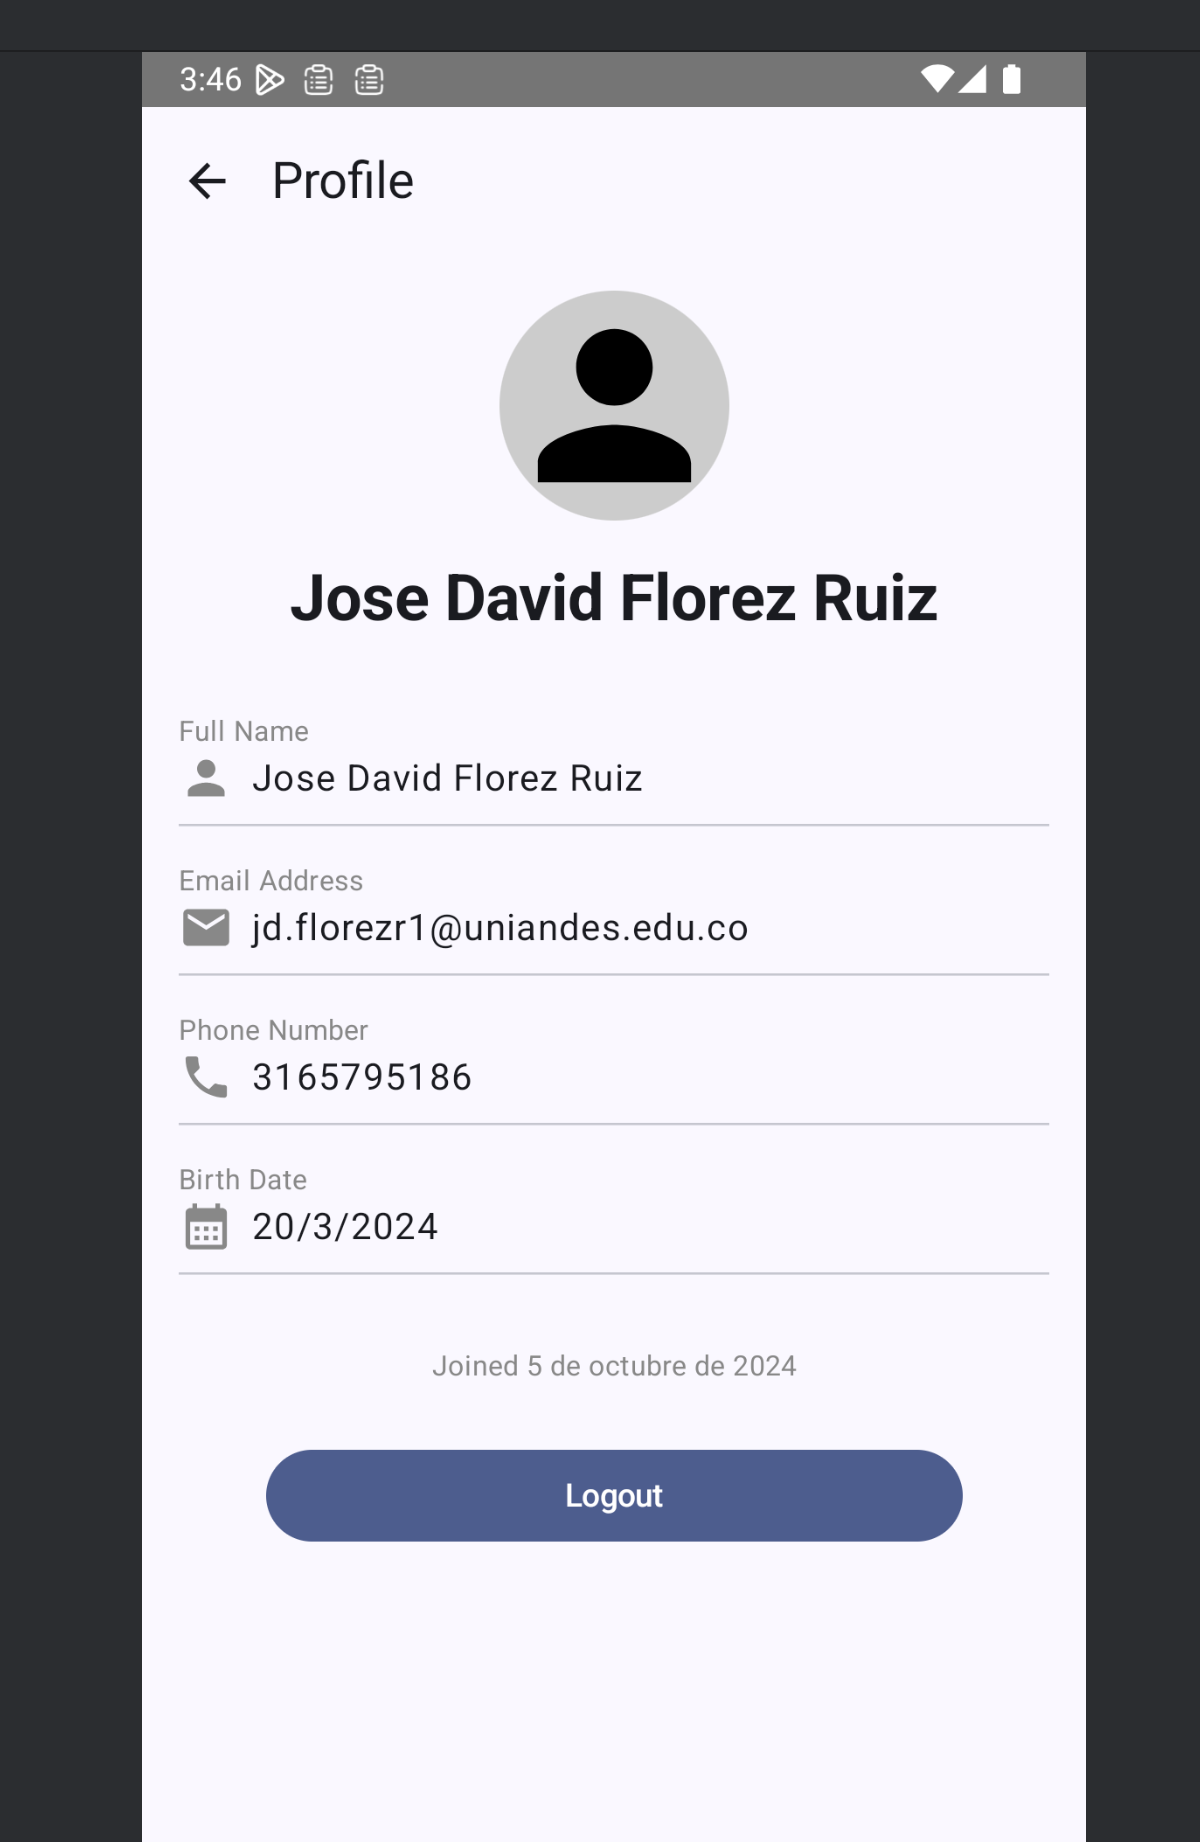 3:46
Profile
Jose David Florez Ruiz
Full Name
Jose David Florez Ruiz
Email Address
jd.florezr1@uniandes.edu.co
Phone Number
3165795186
Birth Date
20/3/2024
Joined 5 de octubre de 2024
Logout